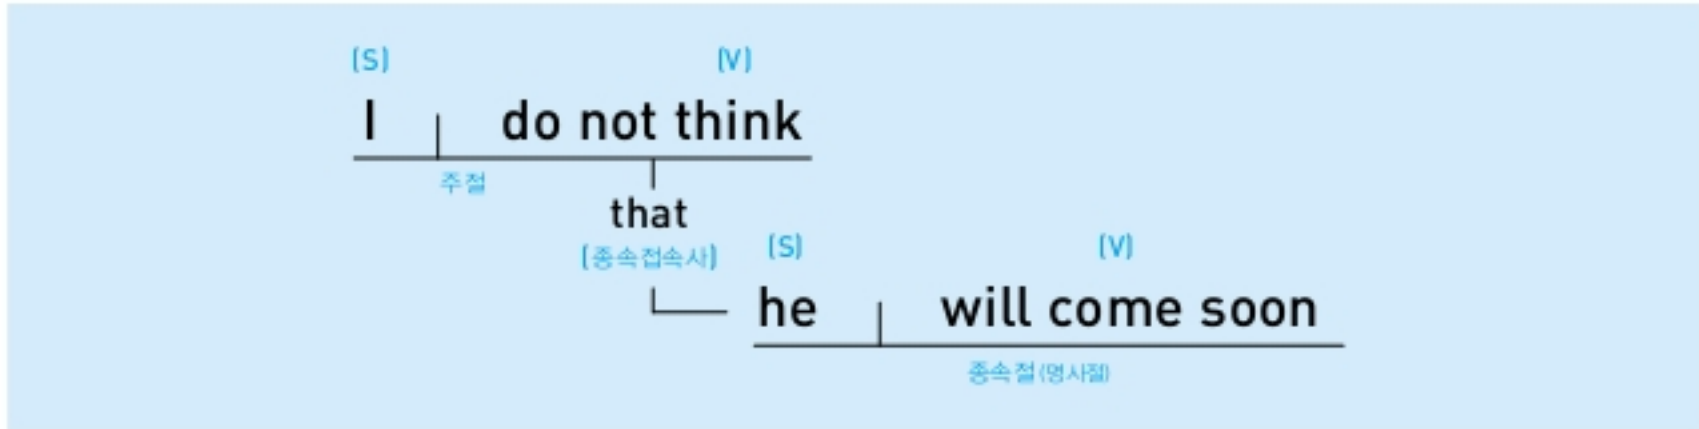 (S) (V)
I do not think
주절
that
(종속접속사) (S) (V)
he will come soon
종속절(명사절)